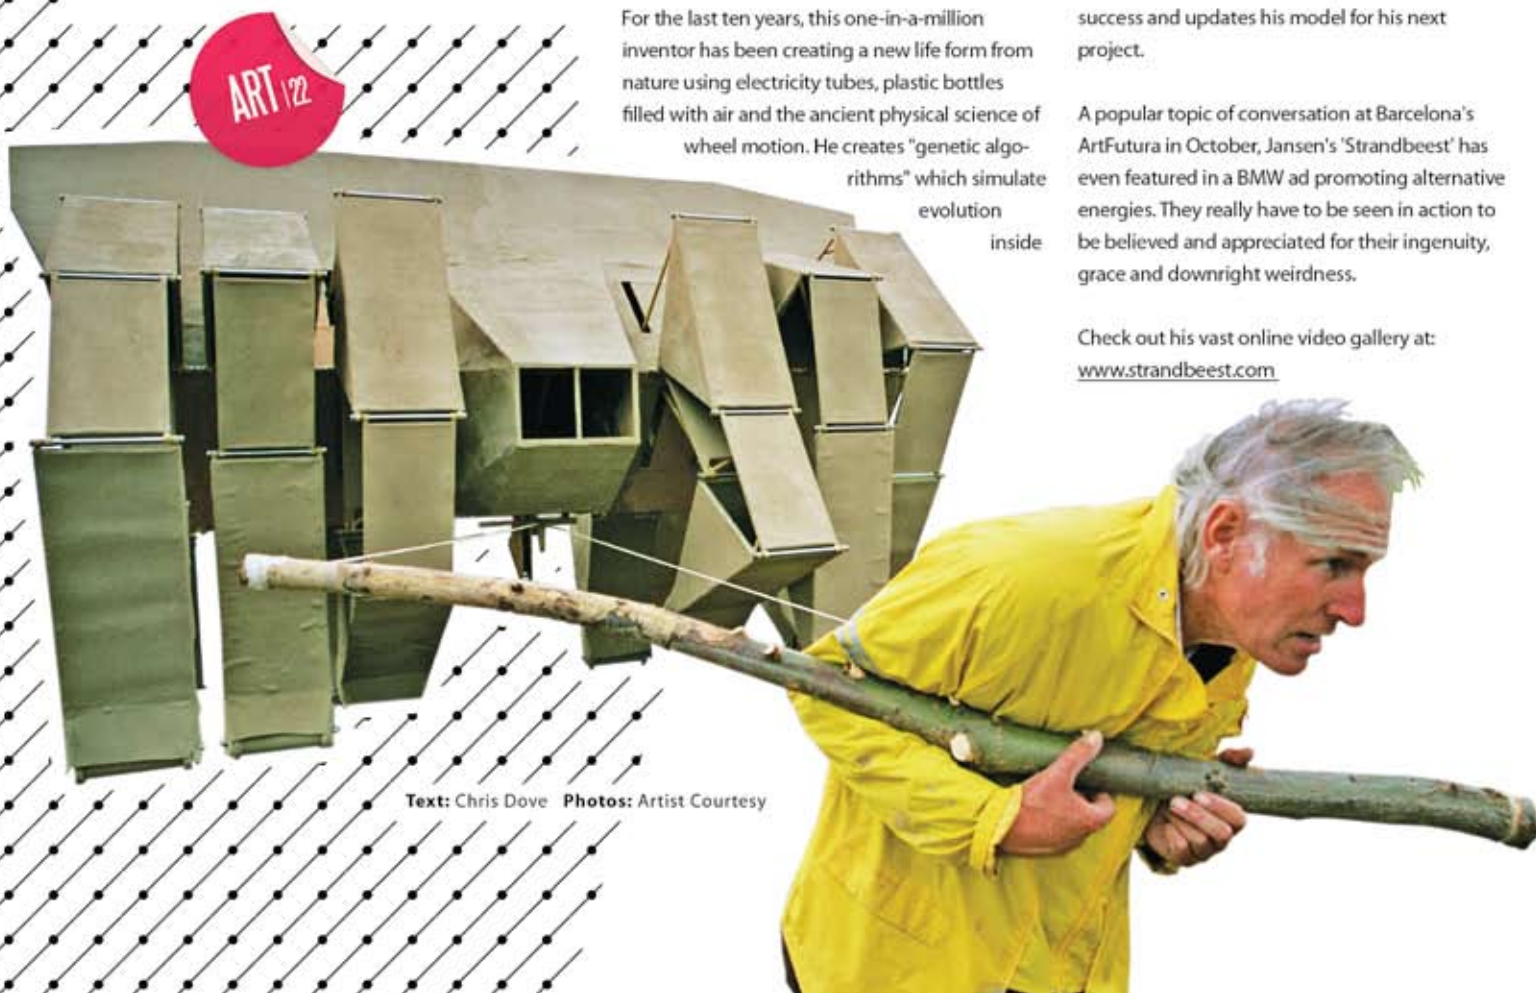 ART | 22
For the last ten years, this one-in-a-million
inventor has been creating a new life form from
nature using electricity tubes, plastic bottles
filled with air and the ancient physical science of
wheel motion. He creates "genetic algo-
rithms" which simulate
evolution
inside
success and updates his model for his next
project.
A popular topic of conversation at Barcelona's
ArtFutura in October, Jansen's 'Strandbeest' has
even featured in a BMW ad promoting alternative
energies. They really have to be seen in action to
be believed and appreciated for their ingenuity,
grace and downright weirdness.
Check out his vast online video gallery at:
www.strandbeest.com
Text: Chris Dove Photos: Artist Courtesy